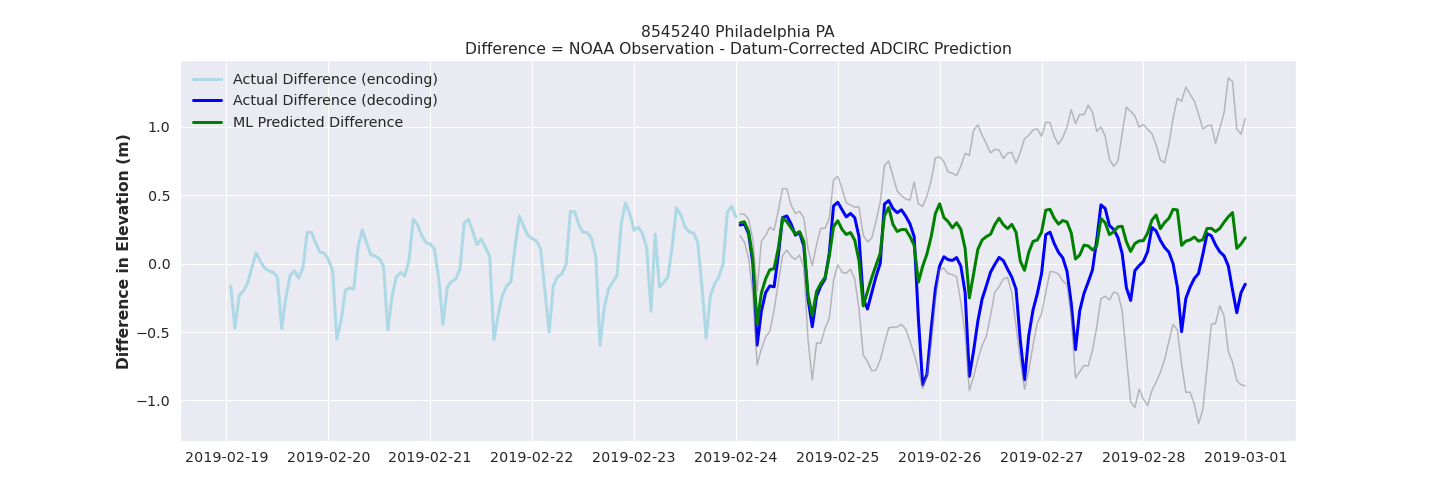 8545240 Philadelphia PA
Difference = NOAA Observation - Datum-Corrected ADCIRC Prediction
Actual Difference (encoding)
Actual Difference (decoding)
ML Predicted Difference
Difference in Elevation (m)
1.0
0.5
0.0
−0.5
−1.0
2019-02-19 2019-02-20 2019-02-21 2019-02-22 2019-02-23 2019-02-24 2019-02-25 2019-02-26 2019-02-27 2019-02-28 2019-03-01